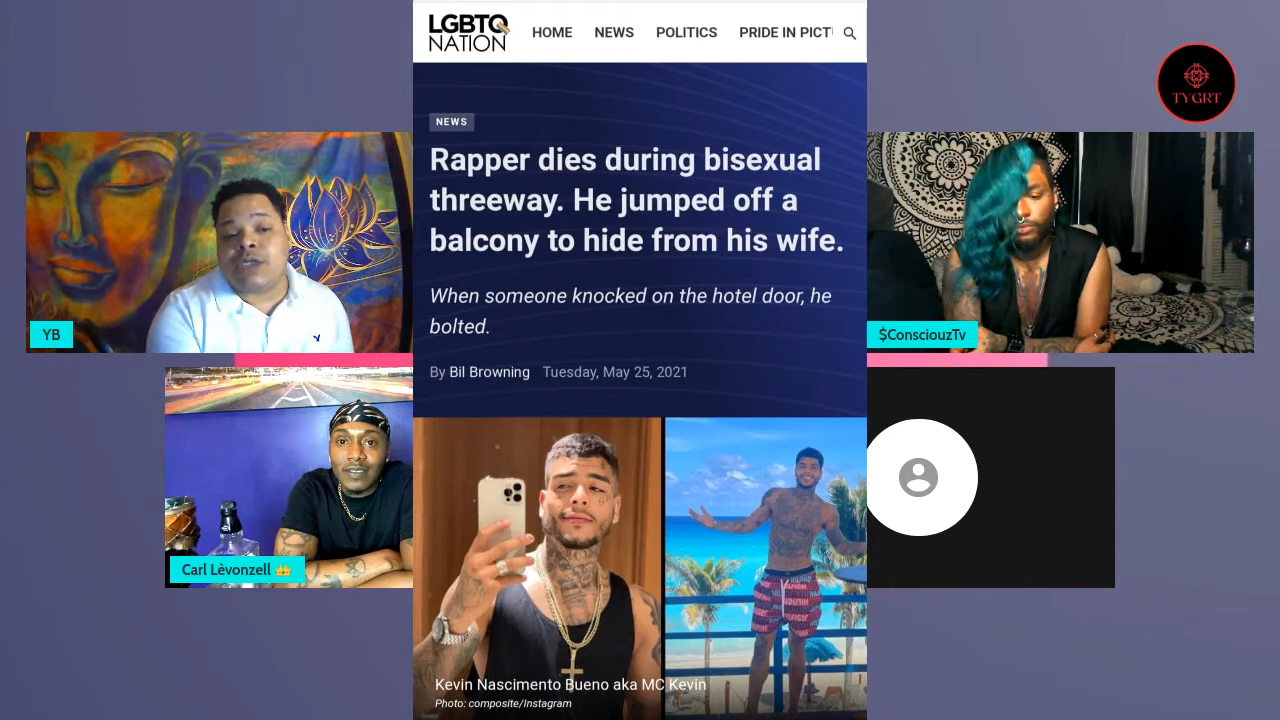 LGBTQ
NATION
HOME NEWS POLITICS PRIDE IN PICTU
TYGRT
NEWS
Rapper dies during bisexual
threeway. He jumped off a
balcony to hide from his wife.
When someone knocked on the hotel door, he
bolted.
By Bil Browning Tuesday, May 25, 2021
YB
$ConsciouzTv
Carl Lèvonzell 👑
Kevin Nascimento Bueno aka MC Kevin
Photo: composite/Instagram